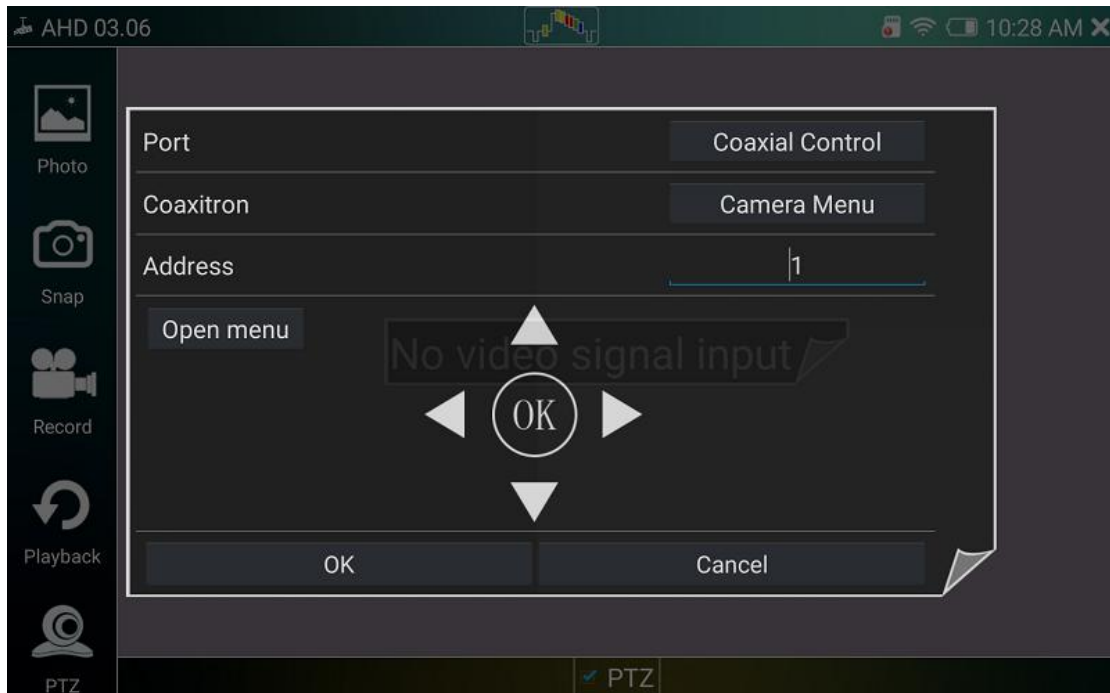 AHD 03.06
10:28 AM
Photo
Snap
Record
Playback
PTZ
Port
Coaxial Control
Coaxitron
Camera Menu
Address
1
Open menu
No video signal input
OK
OK
Cancel
PTZ